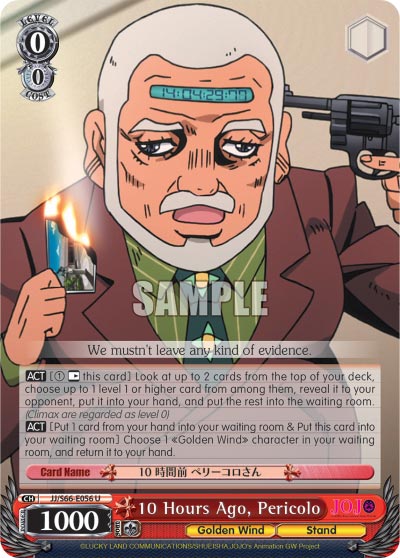 LEVEL
0
0
COST
14:04:29:77
SAMPLE
We mustn't leave any kind of evidence.
ACT [① this card] Look at up to 2 cards from the top of your deck,
choose up to 1 level 1 or higher card from among them, reveal it to your
opponent, put it into your hand, and put the rest into the waiting room.
(Climax are regarded as level 0)
ACT [Put 1 card from your hand into your waiting room & Put this card into
your waiting room] Choose 1 «Golden Wind» character in your waiting
room, and return it to your hand.
Card Name
10 時間前 ペリーコロさん
CH JJ/S66-E056 U
POWER
1000
SOUL
10 Hours Ago, Pericolo
JOJO
Golden Wind
Stand
©LUCKY LAND COMMUNICATIONS/SHUEISHA,JOJO's Animation GW Project